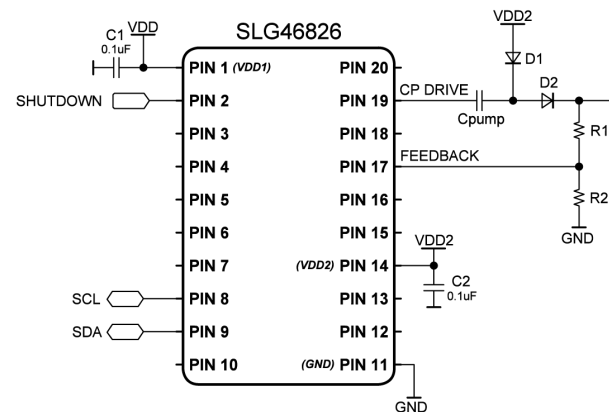 VDD
C1
0.1uF
SLG46826
VDD2
D1
D2
PIN 1 (VDD1)
PIN 20
SHUTDOWN
PIN 2
PIN 19
CP DRIVE
Cpump
R1
PIN 3
PIN 18
PIN 4
PIN 17
FEEDBACK
PIN 5
PIN 16
R2
PIN 6
PIN 15
GND
PIN 7
(VDD2) PIN 14
VDD2
C2
0.1uF
SCL
PIN 8
PIN 13
SDA
PIN 9
PIN 12
PIN 10
(GND) PIN 11
GND